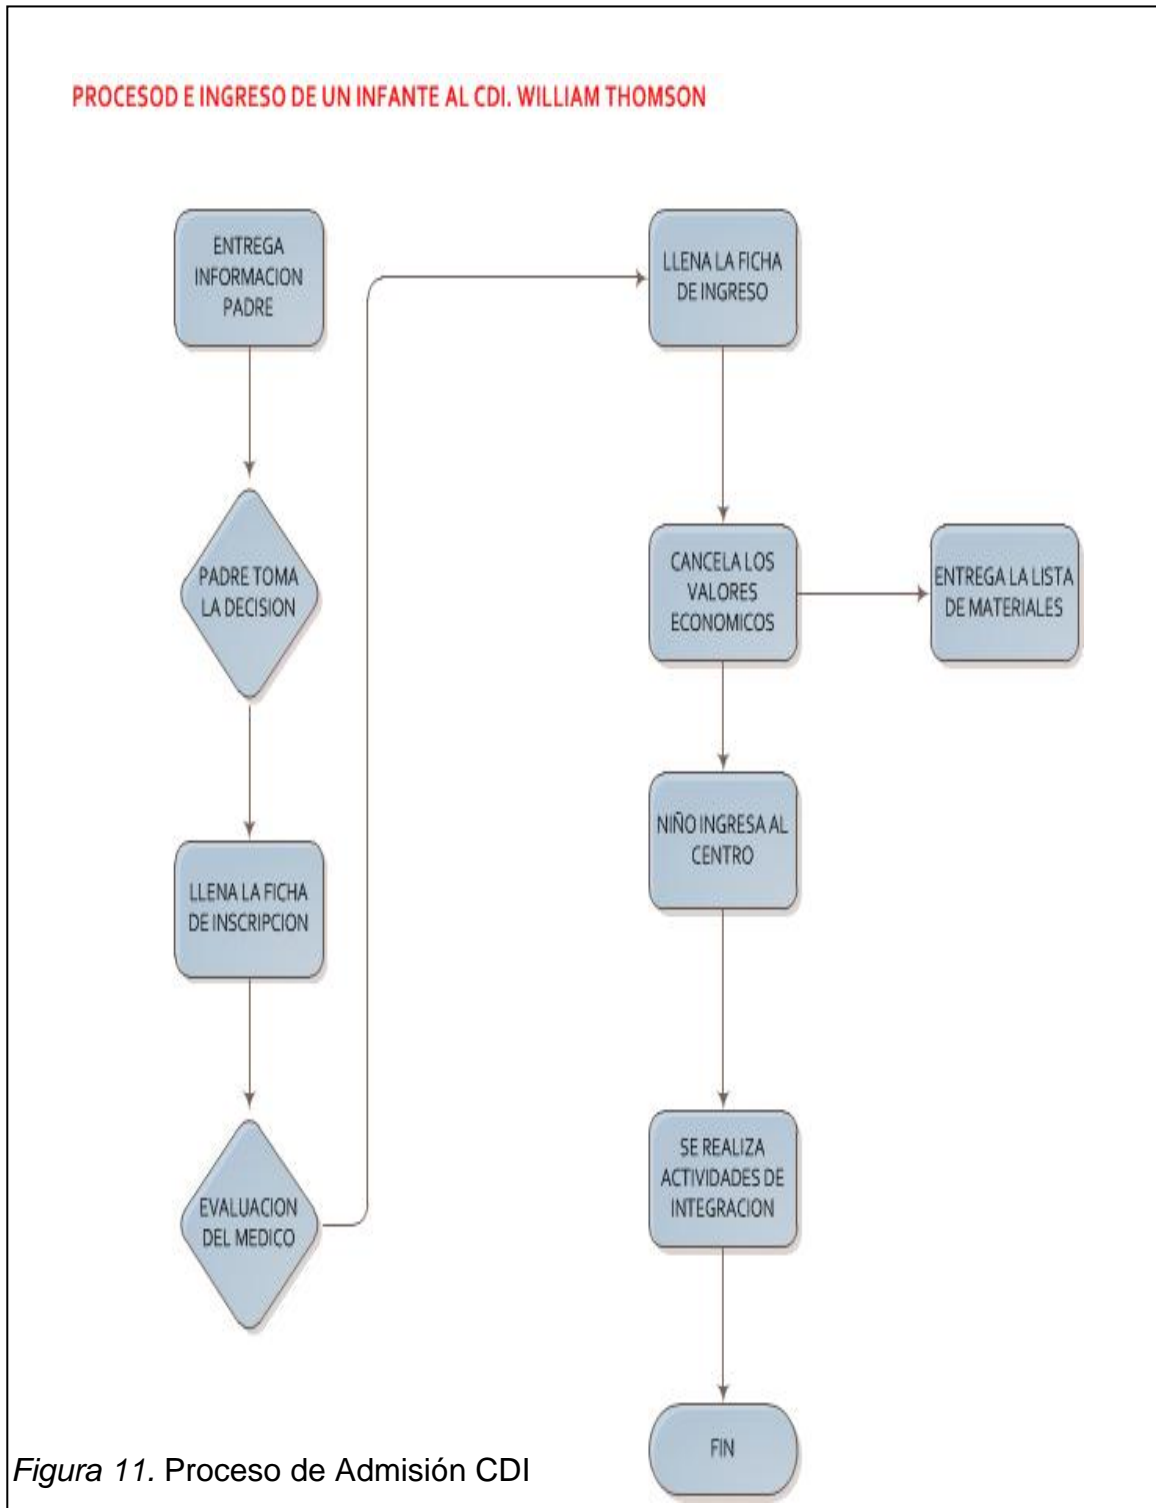 PROCESOD E INGRESO DE UN INFANTE AL CDI. WILLIAM THOMSON
ENTREGA
INFORMACION
PADRE
PADRE TOMA
LA DECISION
LLENA LA FICHA
DE INSCRIPCION
EVALUACION
DEL MEDICO
LLENA LA FICHA
DE INGRESO
CANCELA LOS
VALORES
ECONOMICOS
ENTREGA LA LISTA
DE MATERIALES
NIÑO INGRESA AL
CENTRO
SE REALIZA
ACTIVIDADES DE
INTEGRACION
FIN
Figura 11. Proceso de Admisión CDI